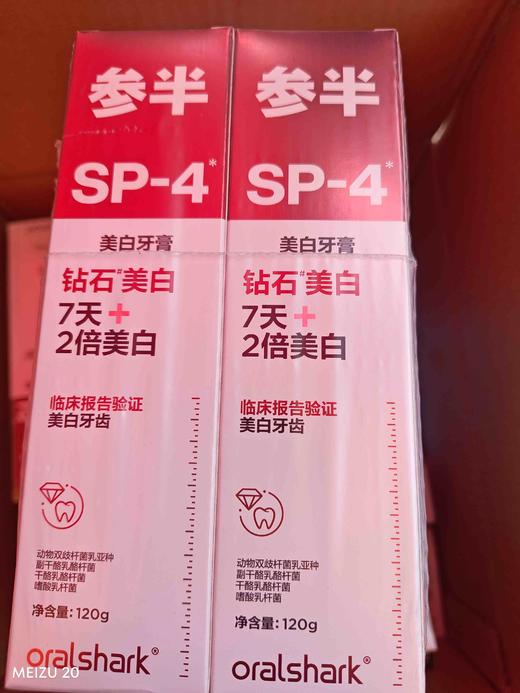 参半
SP-4*
美白牙膏
钻石#美白
7天+
2倍美白
临床报告验证
美白牙齿
动物双歧杆菌乳亚种
副干酪乳酪杆菌
干酪乳酪杆菌
嗜酸乳杆菌
净含量：120g
oralshark®
参半
SP-4*
美白牙膏
钻石#美白
7天+
2倍美白
临床报告验证
美白牙齿
动物双歧杆菌乳亚种
副干酪乳酪杆菌
干酪乳酪杆菌
嗜酸乳杆菌
净含量：120g
oralshark®
MEIZU 20